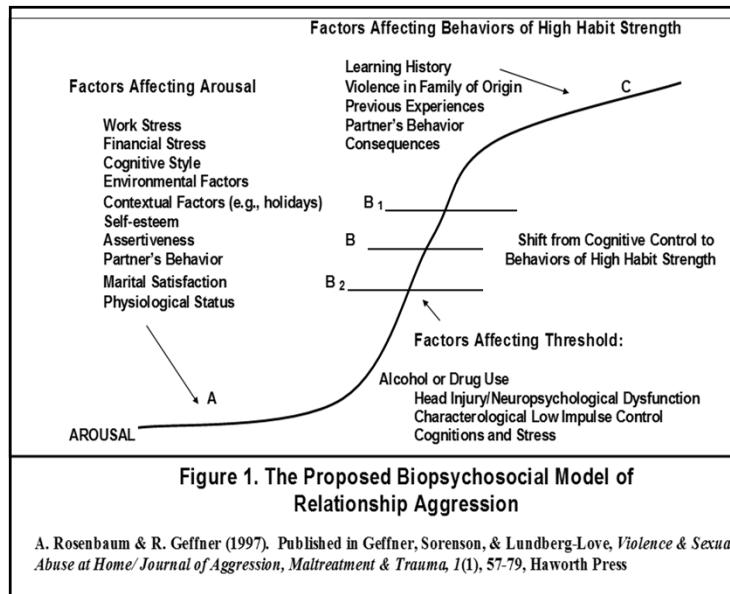 Factors Affecting Behaviors of High Habit Strength
Factors Affecting Arousal
Work Stress
Financial Stress
Cognitive Style
Environmental Factors
Contextual Factors (e.g., holidays)
Self-esteem
Assertiveness
Partner's Behavior
Marital Satisfaction
Physiological Status
Learning History
Violence in Family of Origin
Previous Experiences
Partner's Behavior
Consequences
C
B1
B
B2
Shift from Cognitive Control to
Behaviors of High Habit Strength
Factors Affecting Threshold:
Alcohol or Drug Use
Head Injury/Neuropsychological Dysfunction
Characterological Low Impulse Control
Cognitions and Stress
A
AROUSAL
Figure 1. The Proposed Biopsychosocial Model of
Relationship Aggression
A. Rosenbaum & R. Geffner (1997). Published in Geffner, Sorenson, & Lundberg-Love, Violence & Sexua
Abuse at Home/ Journal of Aggression, Maltreatment & Trauma, 1(1), 57-79, Haworth Press